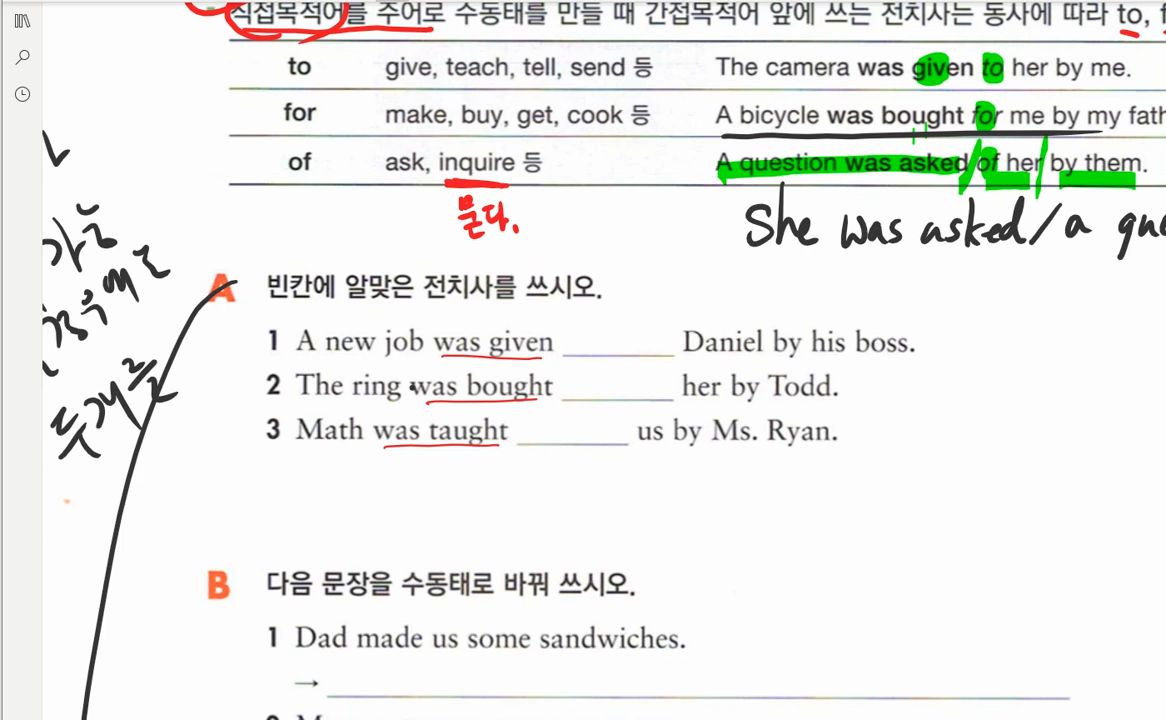 직접목적어를 주어로 수동태를 만들 때 간접목적어 앞에 쓰는 전치사는 동사에 따라 to,
to give, teach, tell, send 등 The camera was given to her by me.
for make, buy, get, cook 등 A bicycle was bought for me by my fath
of ask, inquire 등 A question was asked of her by them.
묻다.
She was asked / a que
A 빈칸에 알맞은 전치사를 쓰시오.
1 A new job was given ________ Daniel by his boss.
2 The ring was bought ________ her by Todd.
3 Math was taught ________ us by Ms. Ryan.
B 다음 문장을 수동태로 바꿔 쓰시오.
1 Dad made us some sandwiches.
→